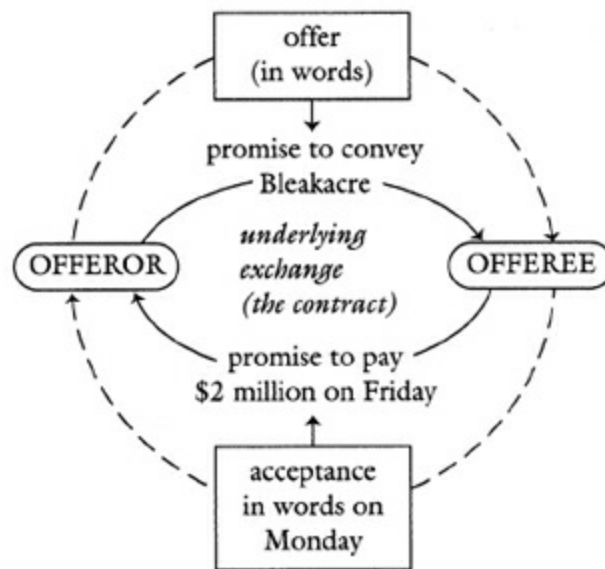 offer
(in words)
promise to convey
Bleakacre
underlying
exchange
(the contract)
OFFEROR
OFFEREE
promise to pay
$2 million on Friday
acceptance
in words on
Monday